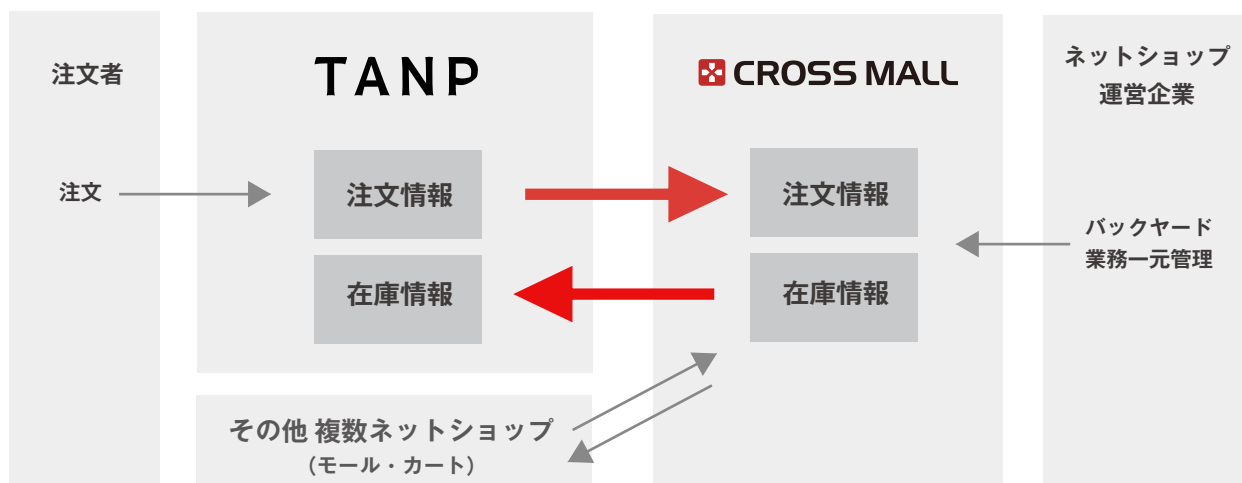 注文者
注文
TANP
注文情報
在庫情報
その他 複数ネットショップ
（モール・カート）
CROSS MALL
注文情報
在庫情報
ネットショップ
運営企業
バックヤード
業務一元管理